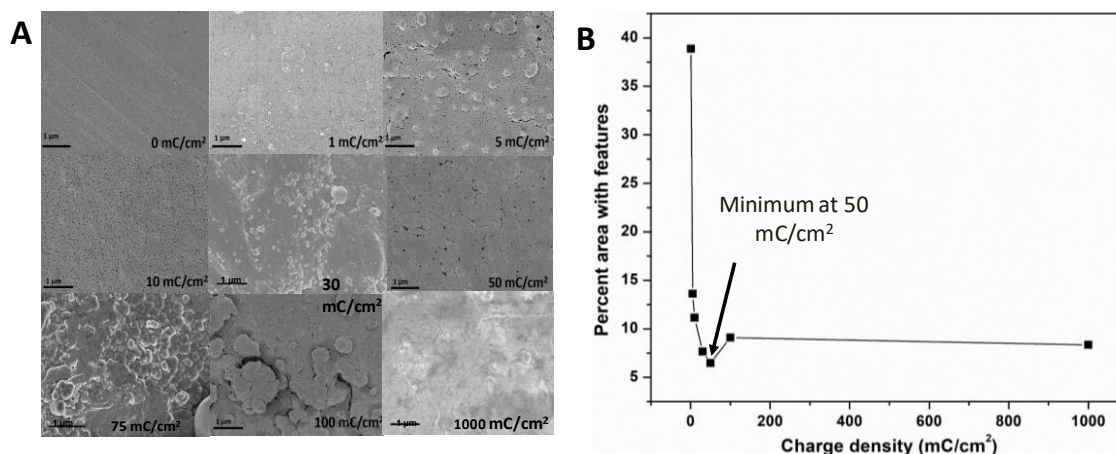 A
1 µm
0 mC/cm²
1 µm
1 mC/cm²
1 µm
5 mC/cm²
1 µm
10 mC/cm²
1 µm
30
mC/cm²
1 µm
50 mC/cm²
1 µm
75 mC/cm²
1 µm
100 mC/cm²
1 µm
1000 mC/cm²
B
Percent area with features
40
35
30
25
20
15
10
5
Minimum at 50
mC/cm²
0
200
400
600
800
1000
Charge density (mC/cm²)